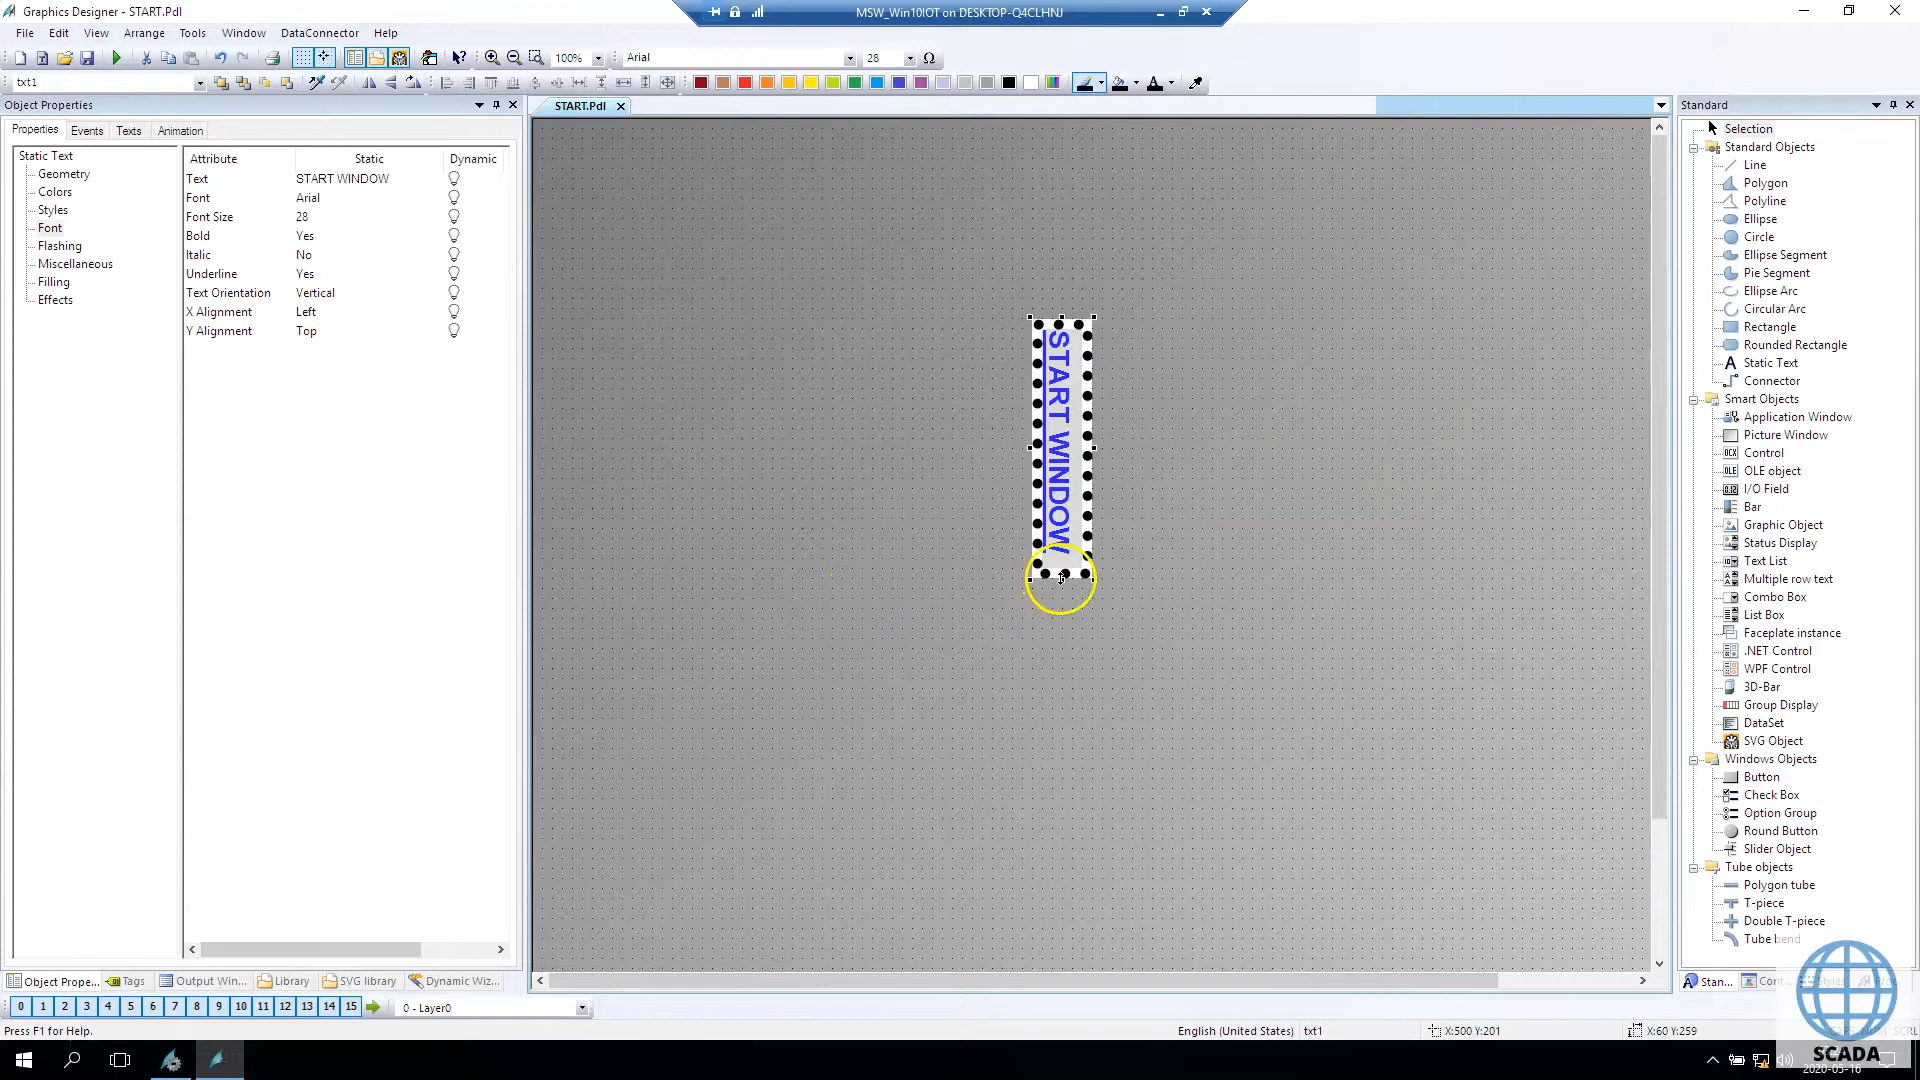 Graphics Designer - START.Pdl
MSW_Win10IOT on DESKTOP-Q4CLHNJ
File Edit View Arrange Tools Window DataConnector Help
100% Arial 28 Ω
txt1
Object Properties
START.Pdl
Standard
Properties Events Texts Animation
Static Text
Geometry
Colors
Styles
Font
Flashing
Miscellaneous
Filling
Effects
Attribute Static Dynamic
Text START WINDOW
Font Arial
Font Size 28
Bold Yes
Italic No
Underline Yes
Text Orientation Vertical
X Alignment Left
Y Alignment Top
START WINDOW
Selection
Standard Objects
Line
Polygon
Polyline
Ellipse
Circle
Ellipse Segment
Pie Segment
Ellipse Arc
Circular Arc
Rectangle
Rounded Rectangle
A Static Text
Connector
Smart Objects
Application Window
Picture Window
OCX Control
OLE OLE object
0.12 I/O Field
Bar
Graphic Object
Status Display
Text List
Multiple row text
Combo Box
List Box
Faceplate instance
.NET Control
WPF Control
3D-Bar
Group Display
DataSet
SVG Object
Windows Objects
Button
Check Box
Option Group
Round Button
Slider Object
Tube objects
Polygon tube
T-piece
Double T-piece
Tube bend
Object Prope... Tags Output Win... Library SVG library Dynamic Wiz...
Stan... Cont...
0 1 2 3 4 5 6 7 8 9 10 11 12 13 14 15 0 - Layer0
Press F1 for Help.
English (United States) txt1 X:500 Y:201 X:60 Y:259
SCADA
2020-05-16